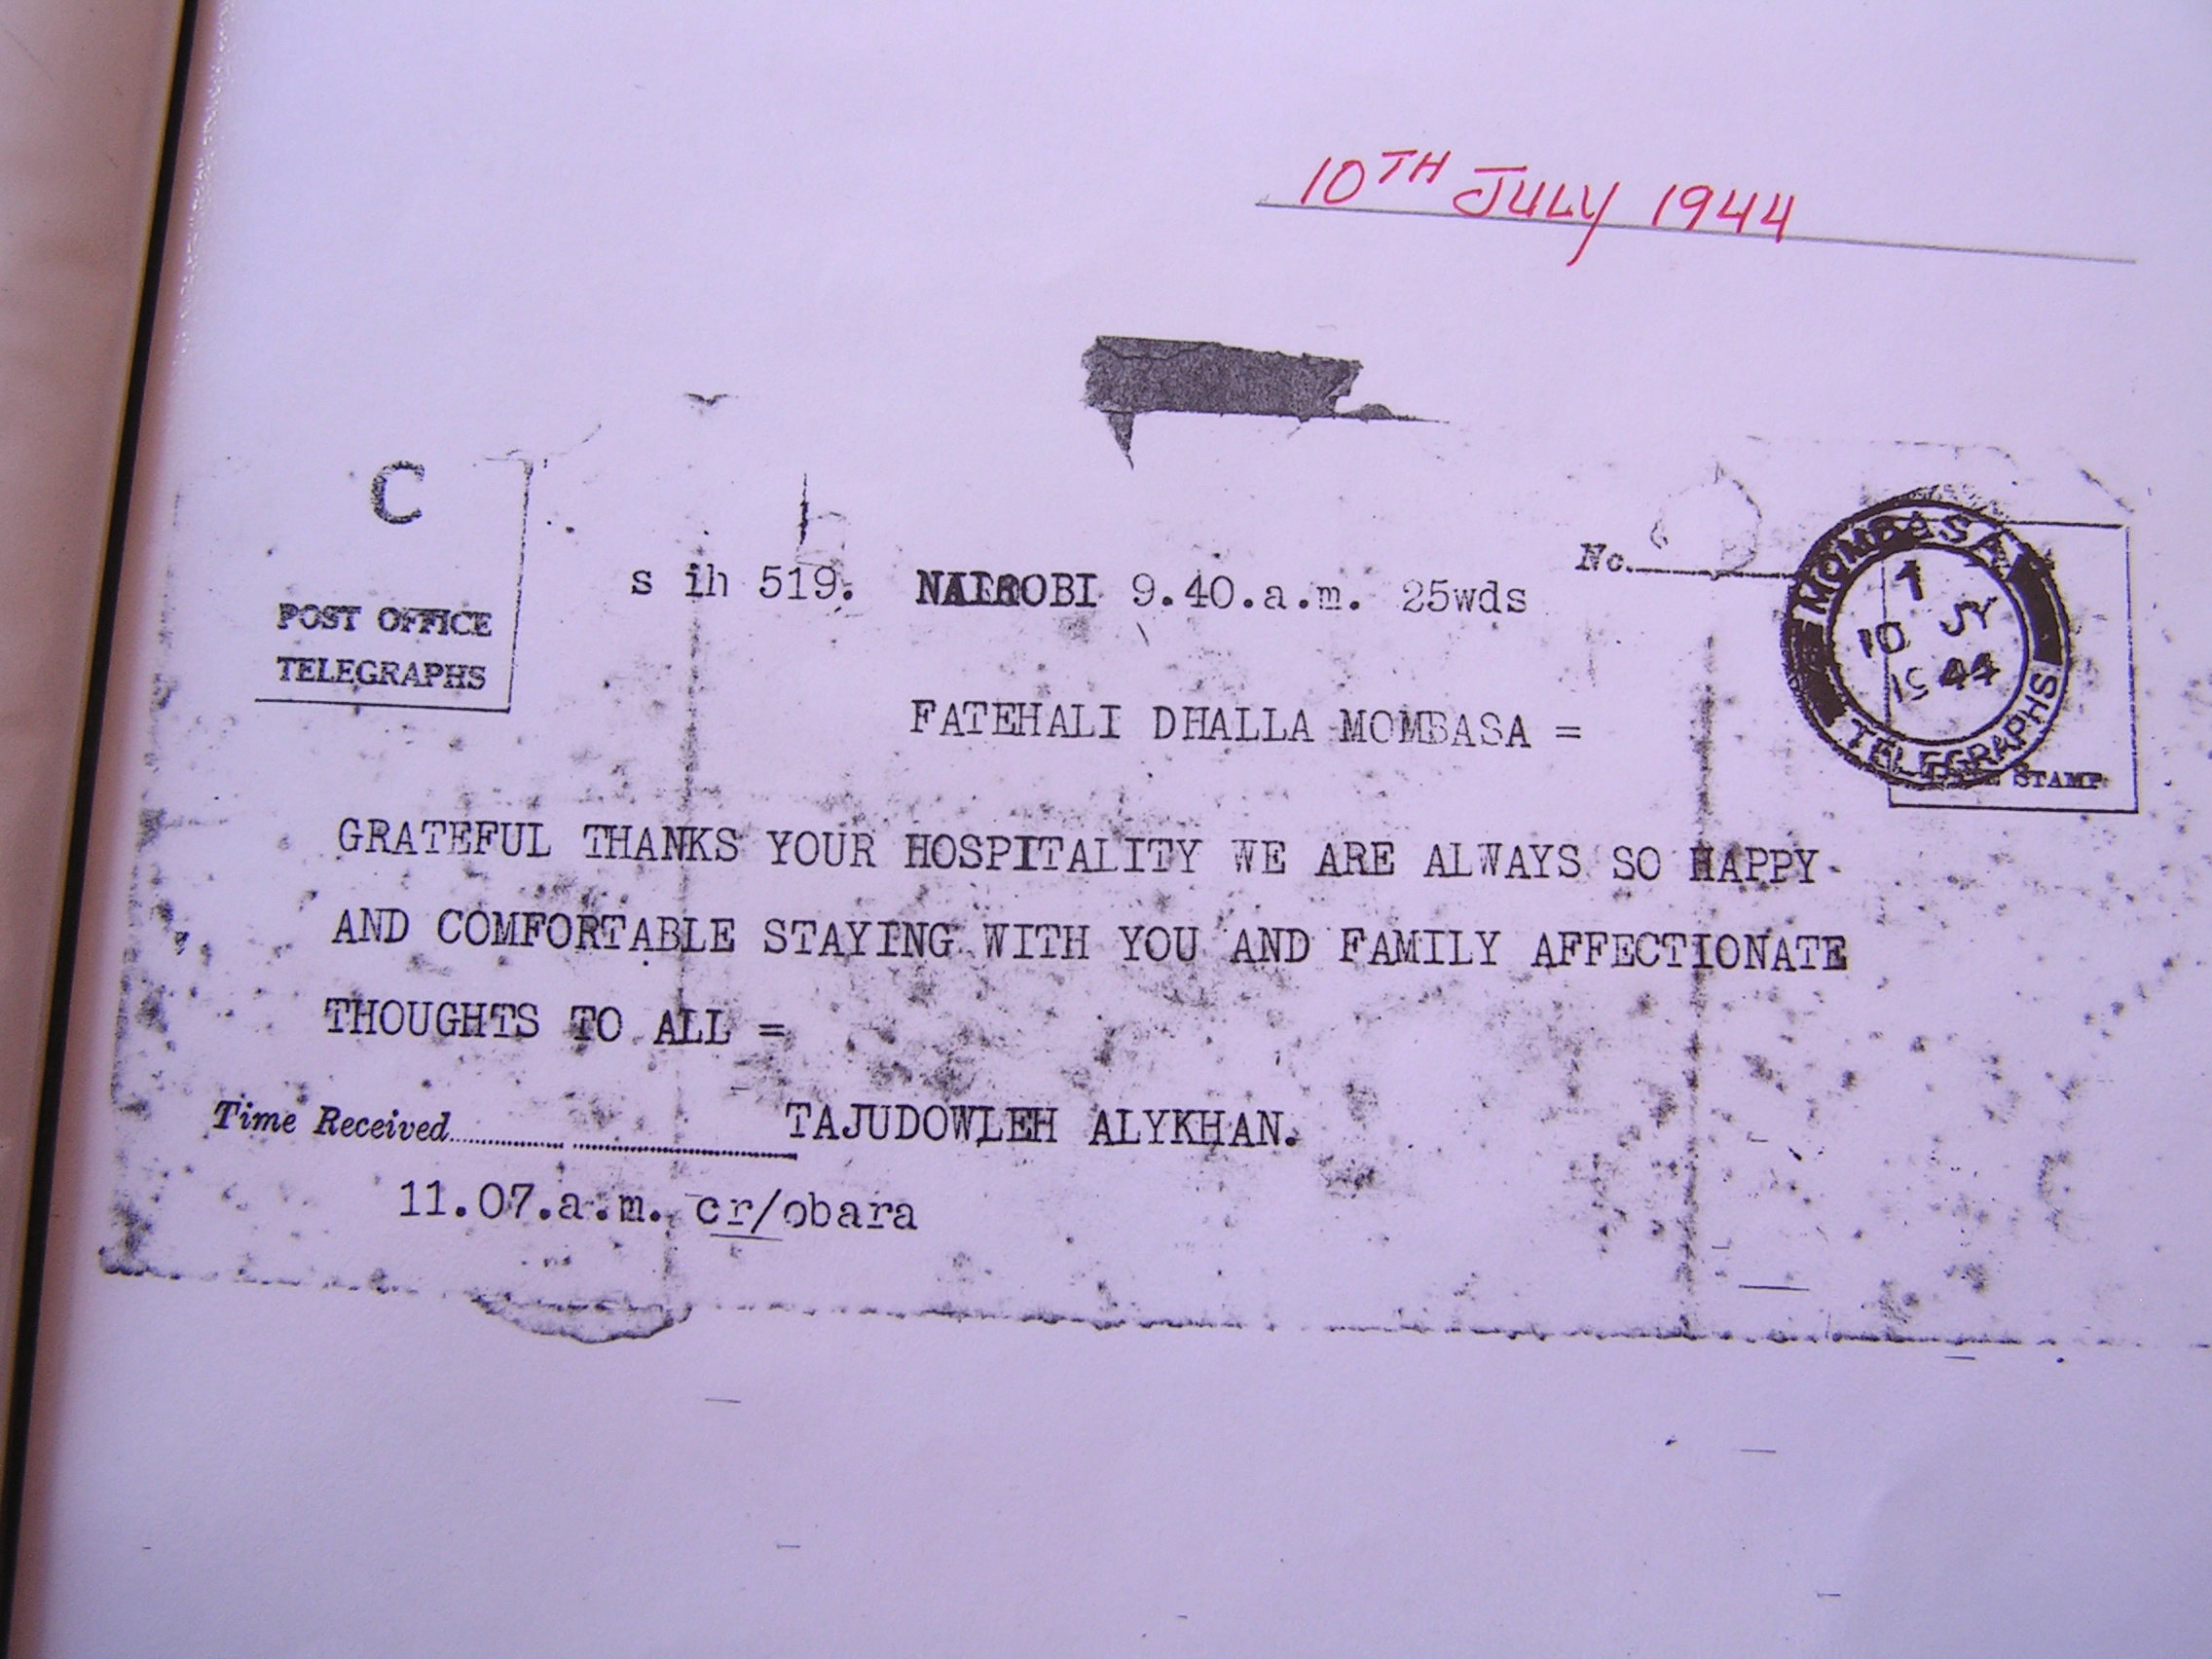 10TH JULY 1944
C
POST OFFICE
TELEGRAPHS
s ih 519. NAIROBI 9.40.a.m. 25wds
No.
MOMBASA
1
10 JY
1944
TELEGRAPHS
STAMP
FATEHALI DHALLA MOMBASA =
GRATEFUL THANKS YOUR HOSPITALITY WE ARE ALWAYS SO HAPPY
AND COMFORTABLE STAYING WITH YOU AND FAMILY AFFECTIONATE
THOUGHTS TO ALL =
Time Received
TAJUDOWLEH ALYKHAN.
11.07.a.m. cr/obara